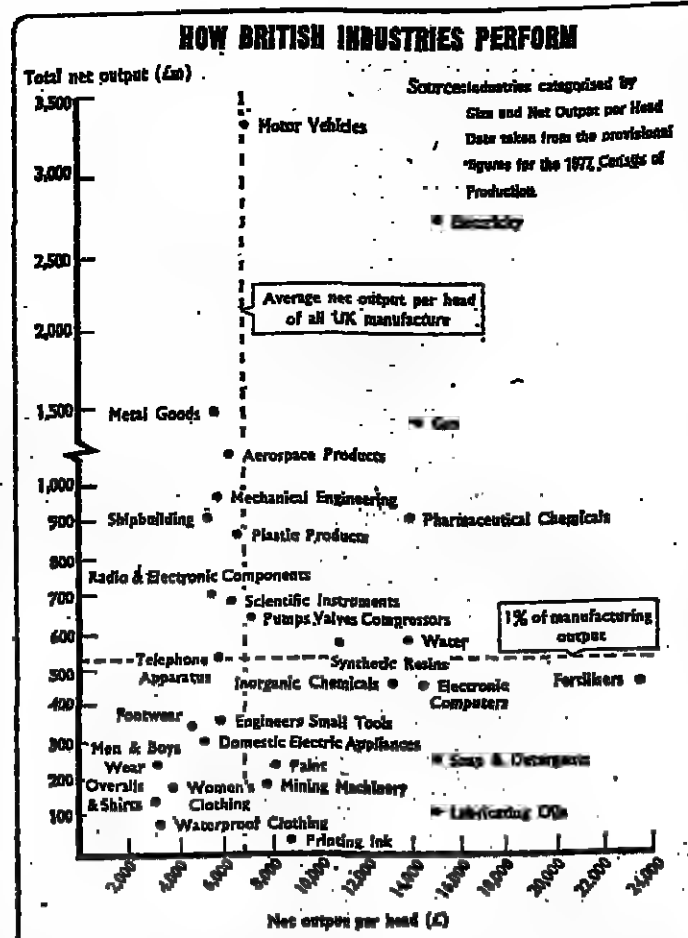 HOW BRITISH INDUSTRIES PERFORM
Total net output (£m)
Source: Industries categorised by
Size and Net Output per Head
Data taken from the provisional
figures for the 1977 Census of
Production.
3,500
3,000
2,500
2,000
1,500
1,000
900
800
700
600
500
400
300
200
100
Motor Vehicles
Electricity
Average net output per head
of all UK manufacture
Metal Goods
Gas
Aerospace Products
Mechanical Engineering
Shipbuilding
Pharmaceutical Chemicals
Plastic Products
Radio & Electronic Components
Scientific Instruments
Pumps Valves Compressors
1% of manufacturing
output
Water
Synthetic Resins
Telephone
Apparatus
Inorganic Chemicals
Electronic
Computers
Fertilisers
Footwear
Engineers Small Tools
Domestic Electric Appliances
Men & Boys
Wear
Paint
Soap & Detergents
Overalls
& Shirts
Women's
Clothing
Mining Machinery
Lubricating Oils
Waterproof Clothing
Printing Ink
2,000
4,000
6,000
8,000
10,000
12,000
14,000
16,000
18,000
20,000
22,000
24,000
Net output per head (£)